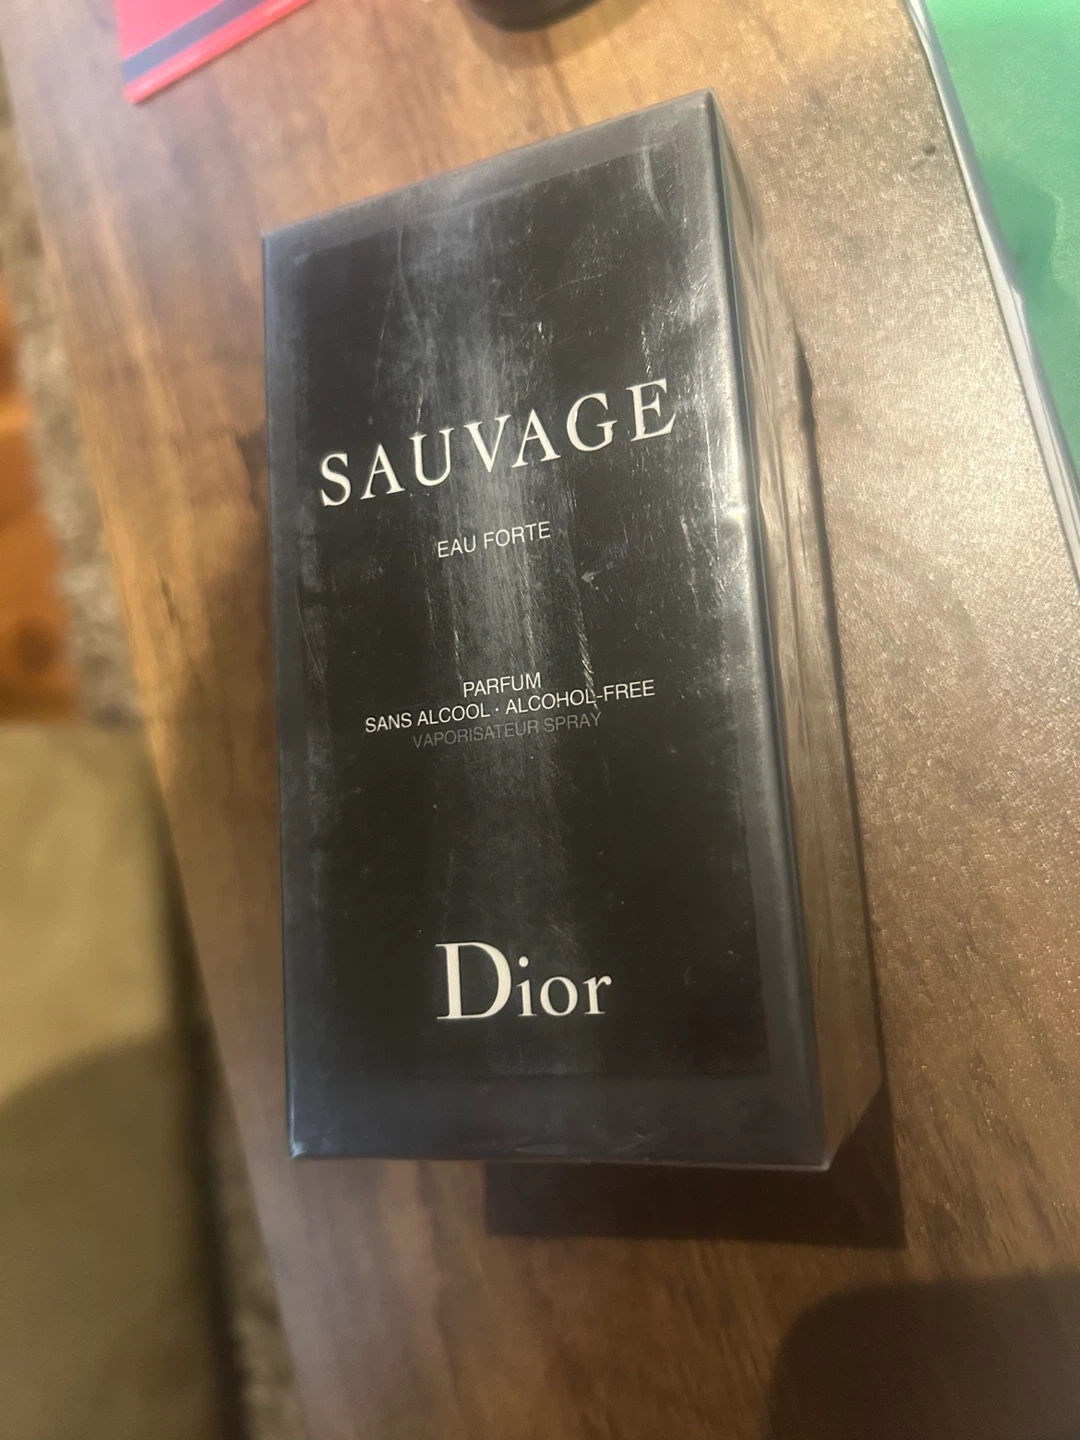 SAUVAGE
EAU FORTE
PARFUM
SANS ALCOOL · ALCOHOL-FREE
VAPORISATEUR SPRAY
Dior